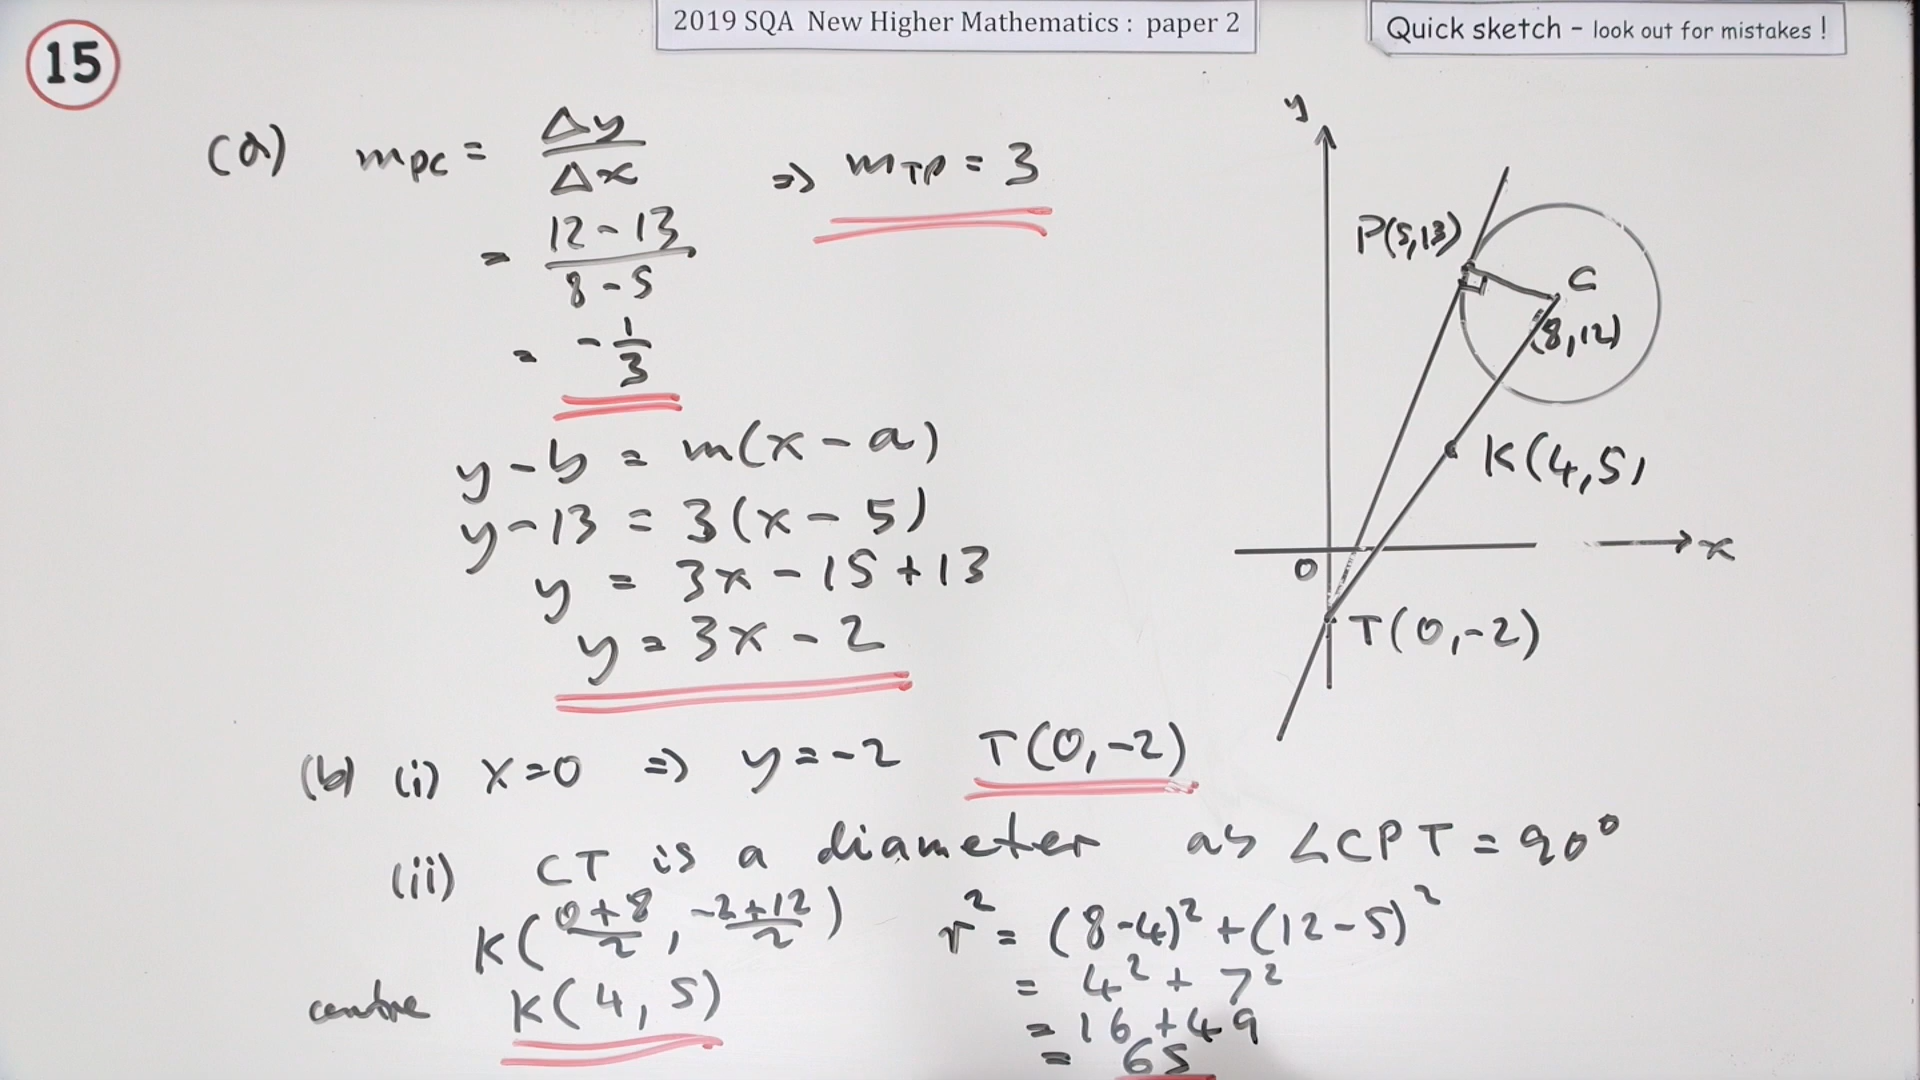 15
2019 SQA New Higher Mathematics : paper 2
Quick sketch – look out for mistakes !
(a) mPC = Δy/Δx ⇒ mTP = 3
= 12-13/8-5
= -1/3
y-b = m(x-a)
y-13 = 3(x-5)
y = 3x-15+13
y = 3x-2
(b) (i) x=0 ⇒ y=-2 T(0,-2)
(ii) CT is a diameter as ∠CPT = 90°
K(0+8/2, -2+12/2)
centre K(4,5)
r² = (8-4)²+(12-5)²
= 4² + 7²
= 16+49
= 65
y
P(5,13)
C
(8,12)
K(4,5)
x
0
T(0,-2)